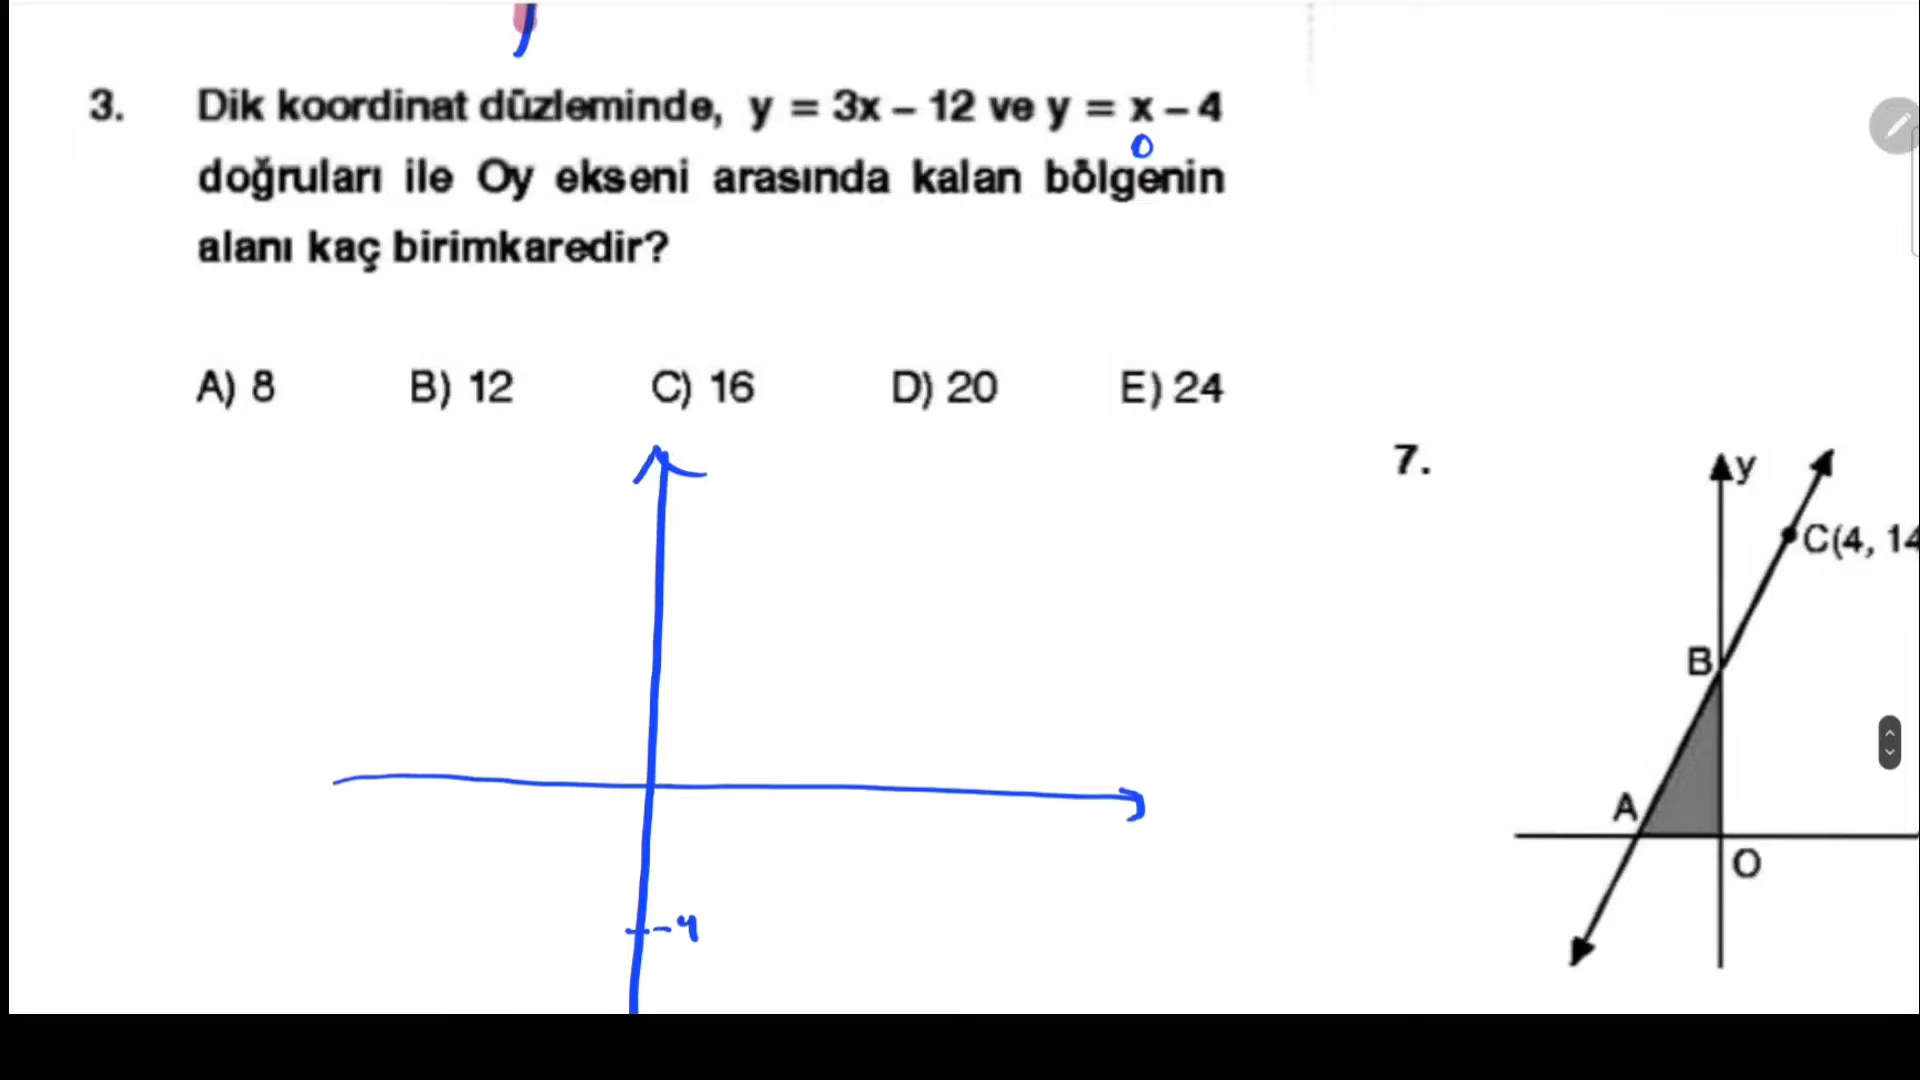 3. Dik koordinat düzleminde, y = 3x – 12 ve y = x – 4
0
doğruları ile Oy ekseni arasında kalan bölgenin
alanı kaç birimkaredir?
A) 8 B) 12 C) 16 D) 20 E) 24
-4
7.
y
C(4, 14
B
A
O